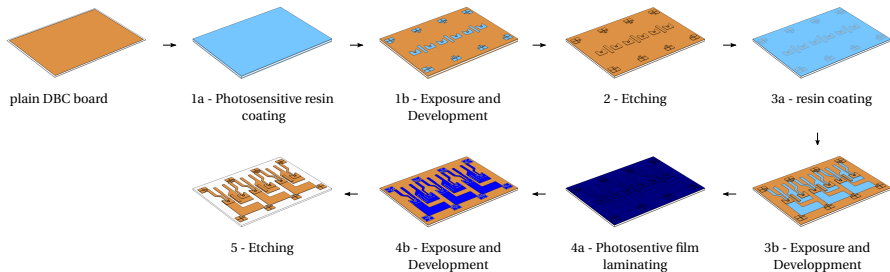 plain DBC board
1a - Photosensitive resin
coating
1b - Exposure and
Development
2 - Etching
3a - resin coating
5 - Etching
4b - Exposure and
Development
4a - Photosentive film
laminating
3b - Exposure and
Developpment